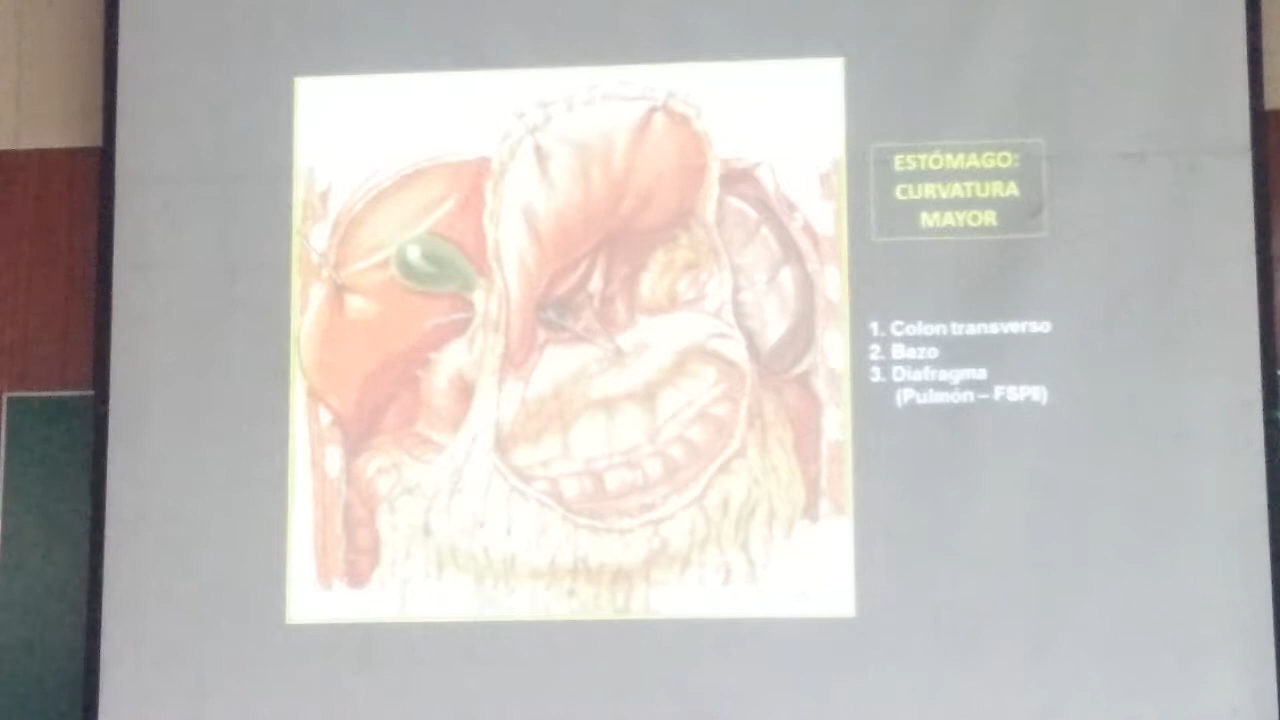 ESTÓMAGO:
CURVATURA
MAYOR
1. Colon transverso
2. Bazo
3. Diafragma
(Pulmón – FSPII)